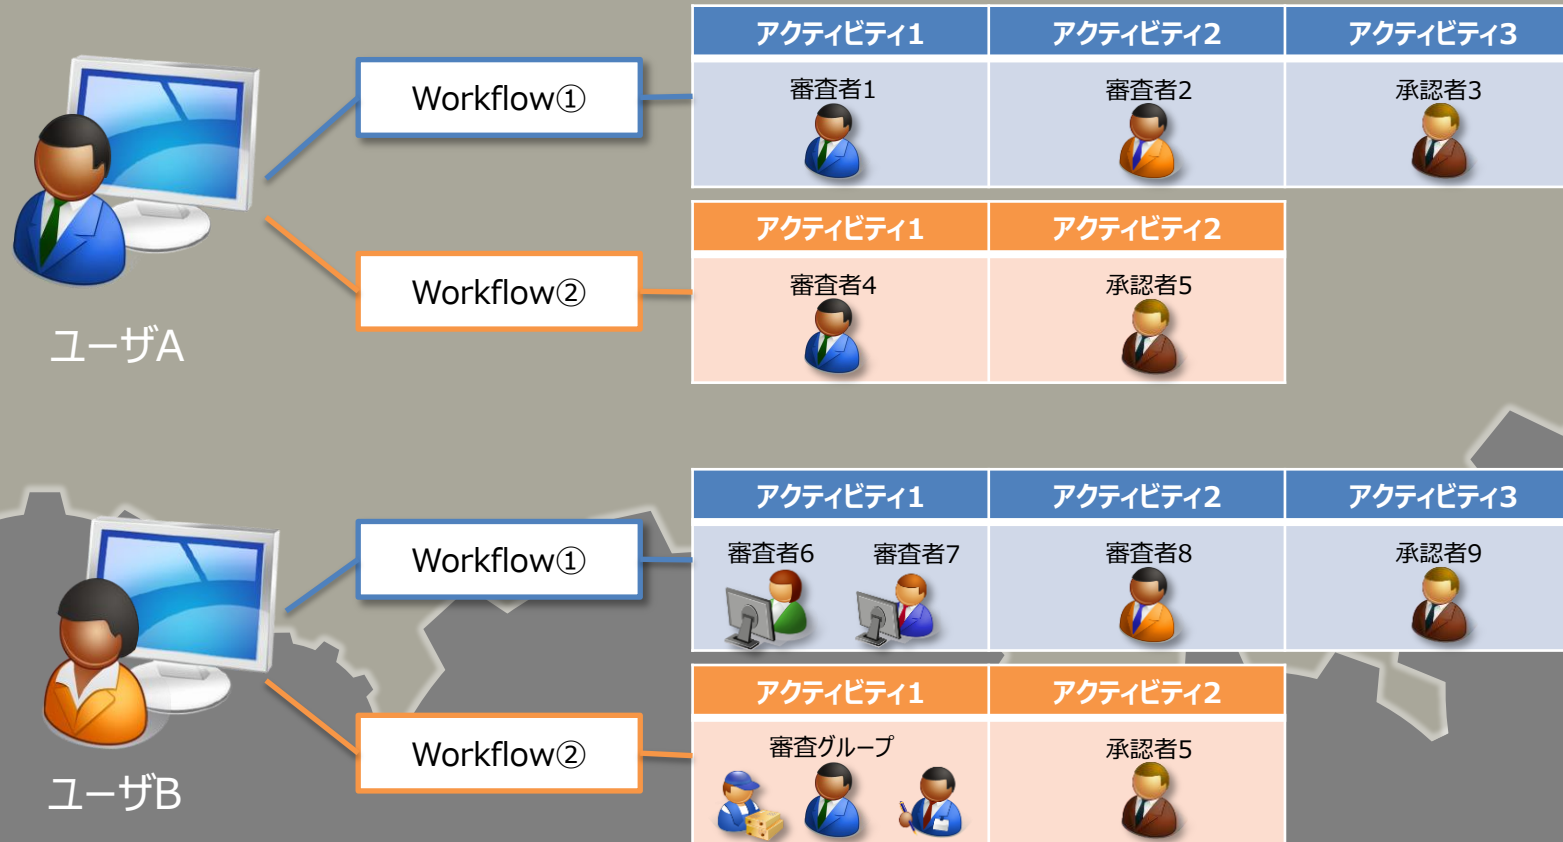 アクティビティ1 アクティビティ2 アクティビティ3
Workflow①
審査者1 審査者2 承認者3
アクティビティ1 アクティビティ2
Workflow②
審査者4 承認者5
ユーザA
アクティビティ1 アクティビティ2 アクティビティ3
Workflow①
審査者6 審査者7 審査者8 承認者9
アクティビティ1 アクティビティ2
Workflow②
審査グループ 承認者5
ユーザB